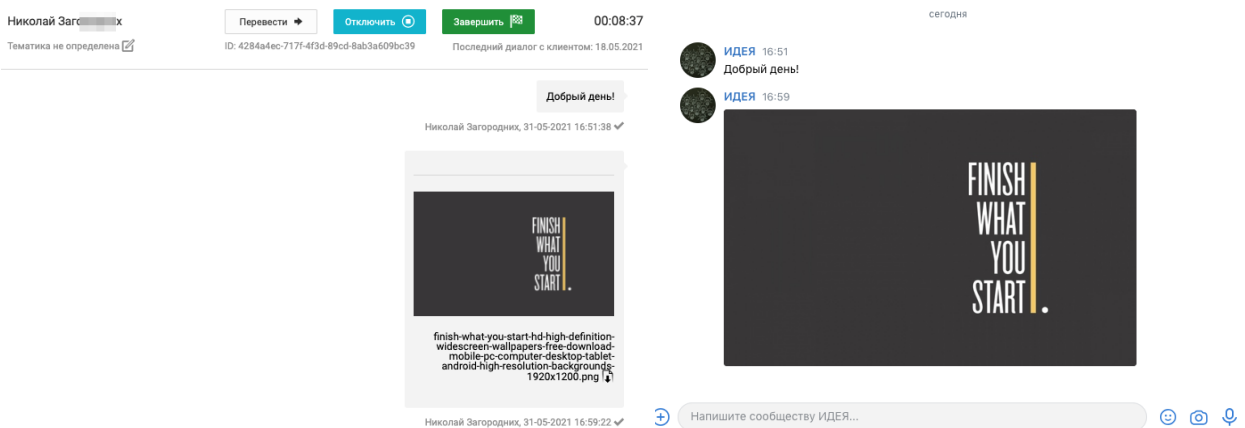 Николай Заг х
Перевести
Отключить
Завершить
00:08:37
Тематика не определена
ID: 4284a4ec-717f-4f3d-89cd-8ab3a609bc39
Последний диалог с клиентом: 18.05.2021
Добрый день!
Николай Загородних, 31-05-2021 16:51:38
FINISH
WHAT
YOU
START.
finish-what-you-start-hd-high-definition-
widescreen-wallpapers-free-download-
mobile-pc-computer-desktop-tablet-
android-high-resolution-backgrounds-
1920x1200.png
Николай Загородних, 31-05-2021 16:59:22
сегодня
ИДЕЯ 16:51
Добрый день!
ИДЕЯ 16:59
FINISH
WHAT
YOU
START.
Напишите сообществу ИДЕЯ...